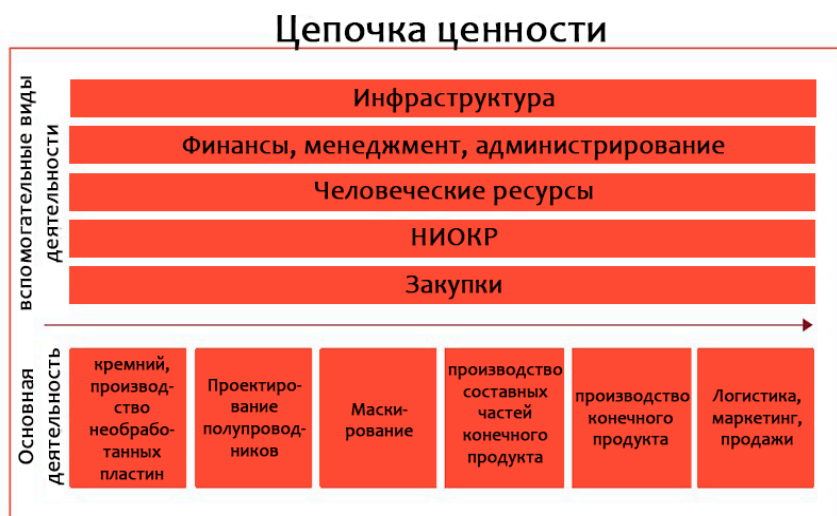 Цепочка ценности
вспомогательные виды
деятельности
Инфраструктура
Финансы, менеджмент, администрирование
Человеческие ресурсы
НИОКР
Закупки
Основная
деятельность
кремний,
производ-
ство
необрабо-
танных
пластин
Проектиро-
вание
полупровод-
ников
Маски-
рование
производство
составных
частей
конечного
продукта
производство
конечного
продукта
Логистика,
маркетинг,
продажи